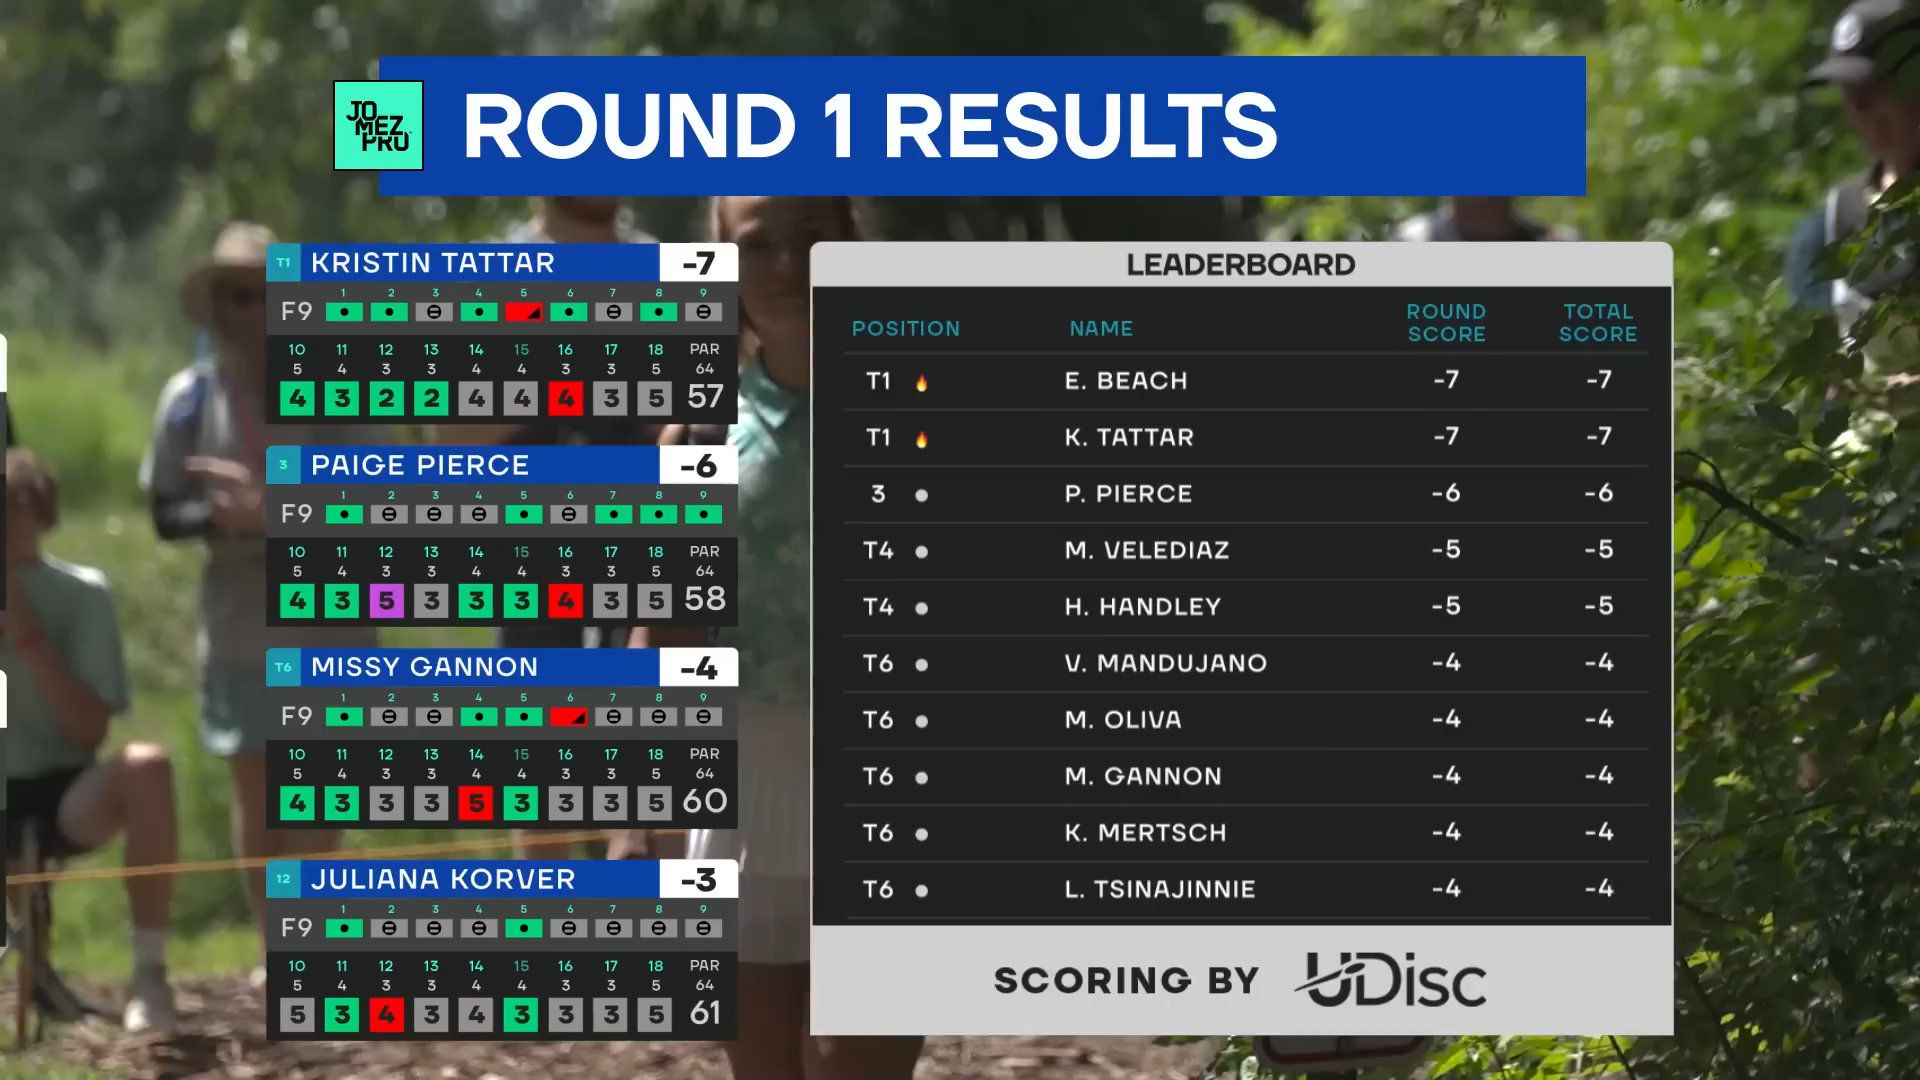 JO
MEZ
PRO
ROUND 1 RESULTS
T1 KRISTIN TATTAR -7
1 2 3 4 5 6 7 8 9
F9
10 11 12 13 14 15 16 17 18 PAR
5 4 3 3 4 4 3 3 5 64
4 3 2 2 4 4 4 3 5 57
3 PAIGE PIERCE -6
1 2 3 4 5 6 7 8 9
F9
10 11 12 13 14 15 16 17 18 PAR
5 4 3 3 4 4 3 3 5 64
4 3 5 3 3 3 4 3 5 58
T6 MISSY GANNON -4
1 2 3 4 5 6 7 8 9
F9
10 11 12 13 14 15 16 17 18 PAR
5 4 3 3 4 4 3 3 5 64
4 3 3 3 5 3 3 3 5 60
12 JULIANA KORVER -3
1 2 3 4 5 6 7 8 9
F9
10 11 12 13 14 15 16 17 18 PAR
5 4 3 3 4 4 3 3 5 64
5 3 4 3 4 3 3 3 5 61
LEADERBOARD
POSITION NAME ROUND SCORE TOTAL SCORE
T1 E. BEACH -7 -7
T1 K. TATTAR -7 -7
3 P. PIERCE -6 -6
T4 M. VELEDIAZ -5 -5
T4 H. HANDLEY -5 -5
T6 V. MANDUJANO -4 -4
T6 M. OLIVA -4 -4
T6 M. GANNON -4 -4
T6 K. MERTSCH -4 -4
T6 L. TSINAJINNIE -4 -4
SCORING BY UDisc